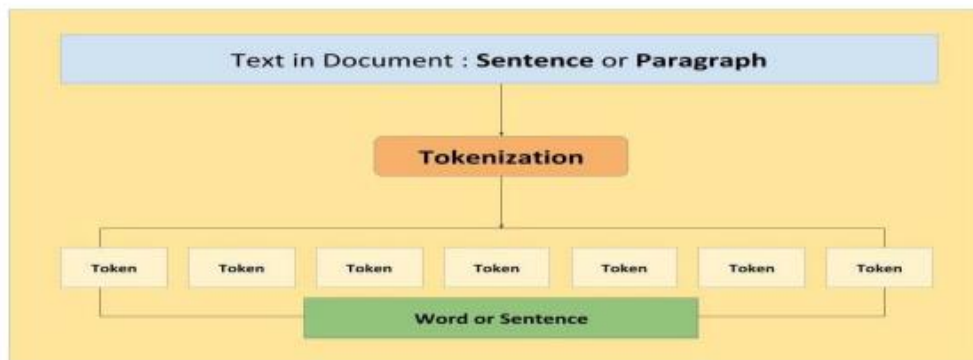 Text in Document : Sentence or Paragraph
Tokenization
Token Token Token Token Token Token Token
Word or Sentence